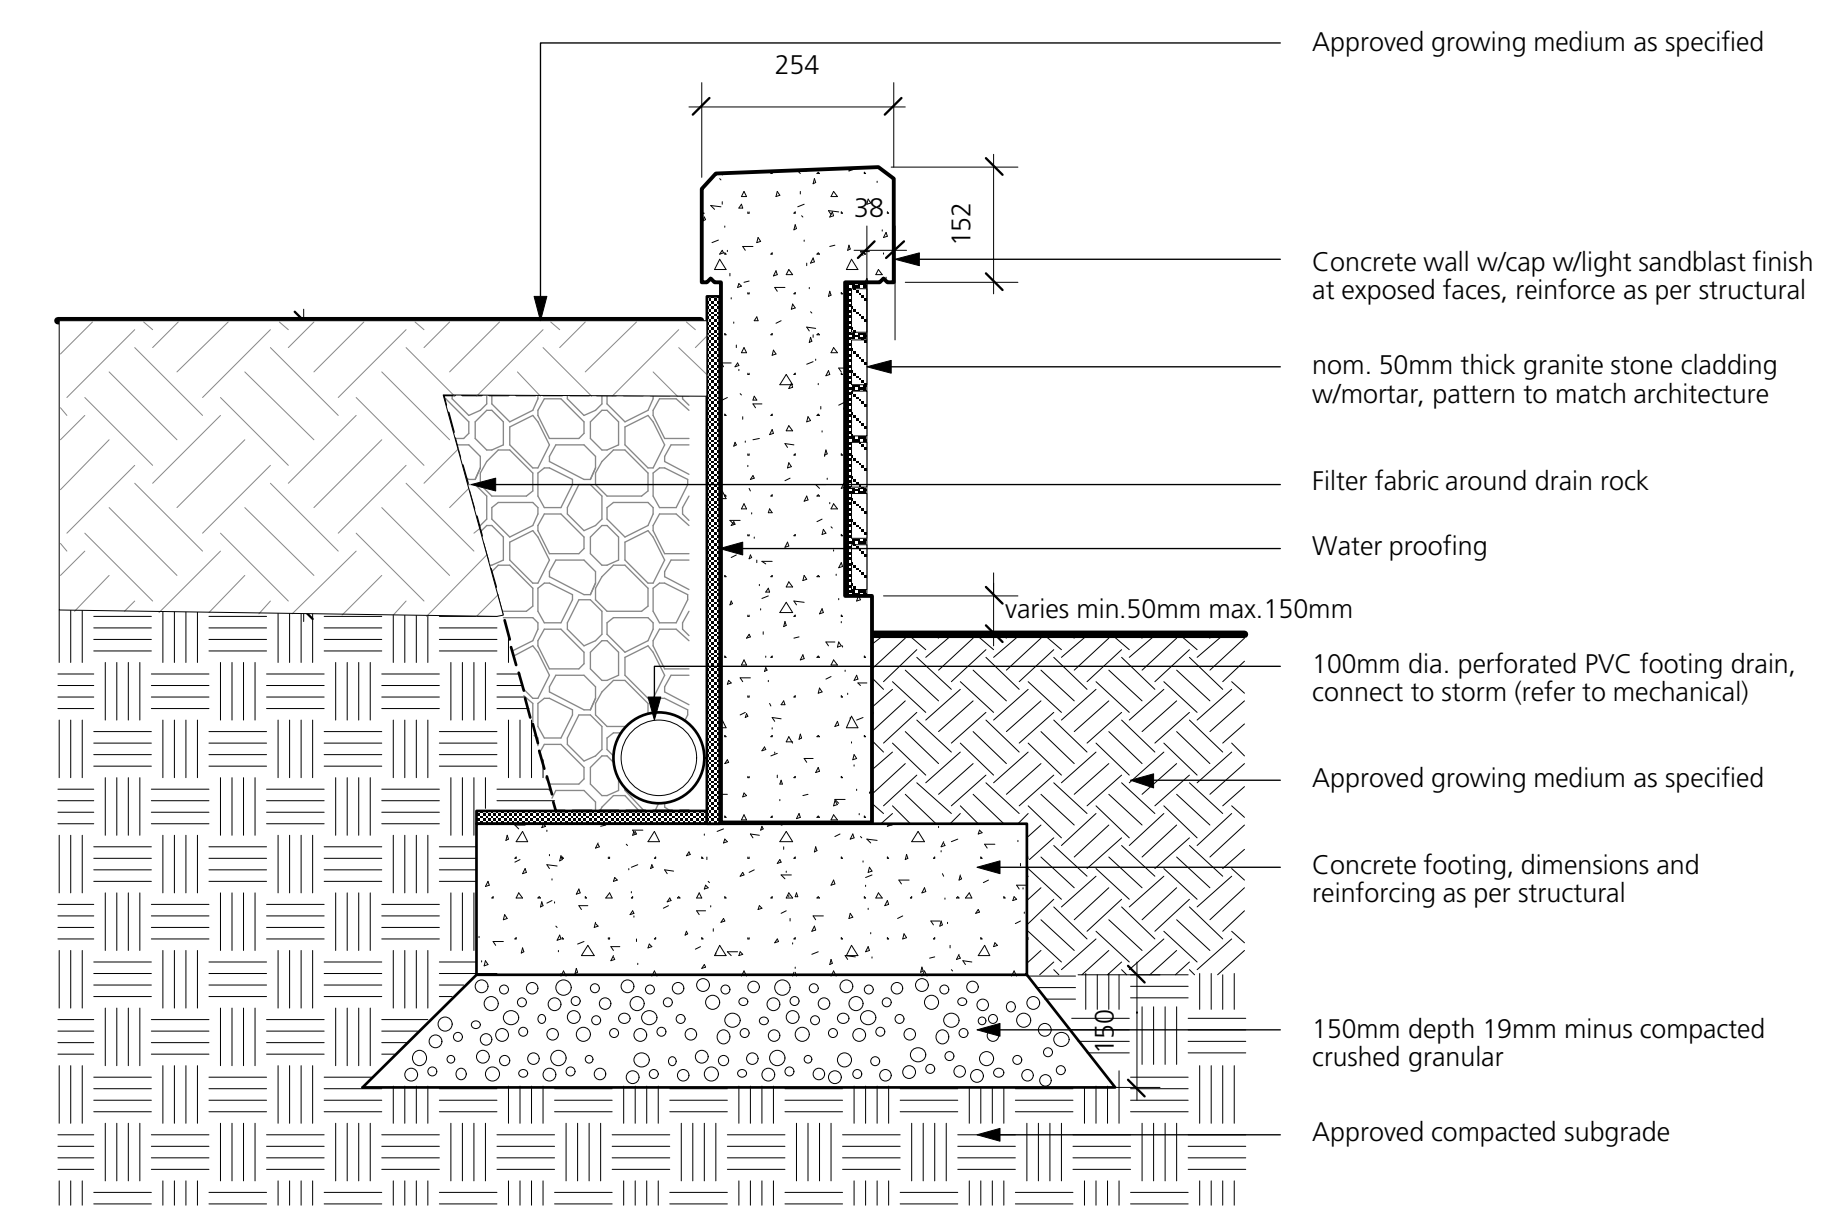 Approved growing medium as specified
254
38
152
Concrete wall w/cap w/light sandblast finish
at exposed faces, reinforce as per structural
nom. 50mm thick granite stone cladding
w/mortar, pattern to match architecture
Filter fabric around drain rock
Water proofing
varies min.50mm max.150mm
100mm dia. perforated PVC footing drain,
connect to storm (refer to mechanical)
Approved growing medium as specified
Concrete footing, dimensions and
reinforcing as per structural
150
150mm depth 19mm minus compacted
crushed granular
Approved compacted subgrade